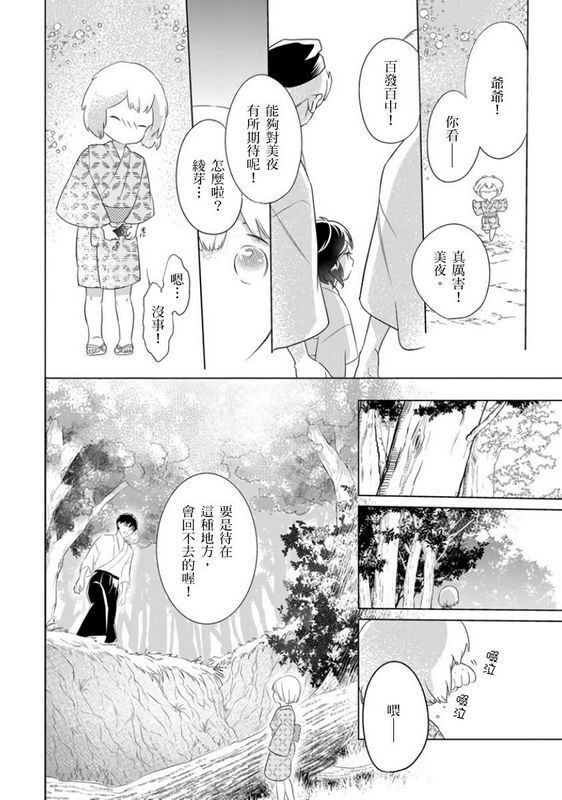 爺爺！
你看──
真厲害！
美夜。
百發百中！
能夠對美夜
有所期待呢！
怎麼啦？
綾芽…
嗯…
沒事！
啜泣
啜泣
喂──
要是待在
這種地方，
會回不去的喔！